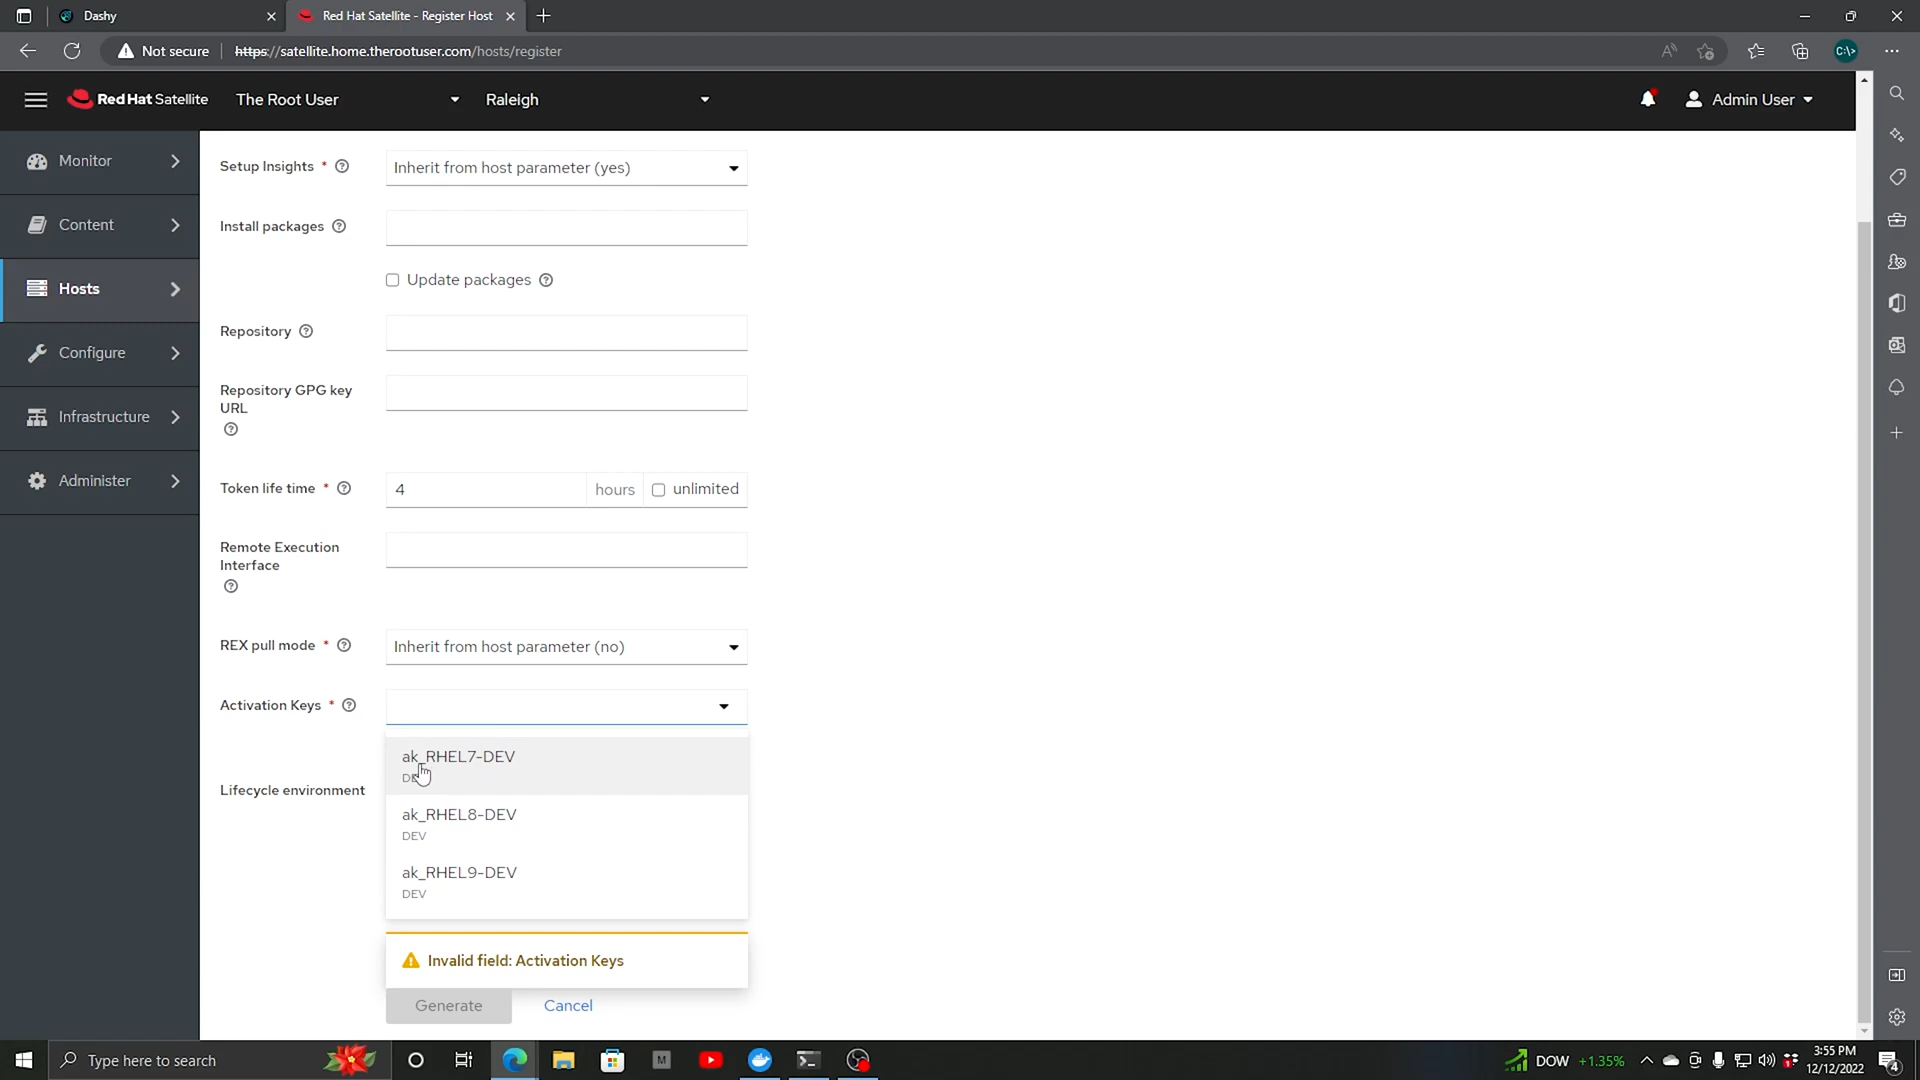 Dashy
Red Hat Satellite - Register Host
Not secure
https://satellite.home.therootuser.com/hosts/register
C:\>
Red Hat Satellite
The Root User
Raleigh
Admin User
Monitor
Content
Hosts
Configure
Infrastructure
Administer
Setup Insights *
Inherit from host parameter (yes)
Install packages
Update packages
Repository
Repository GPG key
URL
Token life time *
4
hours
unlimited
Remote Execution
Interface
REX pull mode *
Inherit from host parameter (no)
Activation Keys *
ak_RHEL7-DEV
ak_RHEL8-DEV
DEV
ak_RHEL9-DEV
DEV
Lifecycle environment
Invalid field: Activation Keys
Generate
Cancel
Type here to search
M
DOW +1.35%
3:55 PM
12/12/2022
4